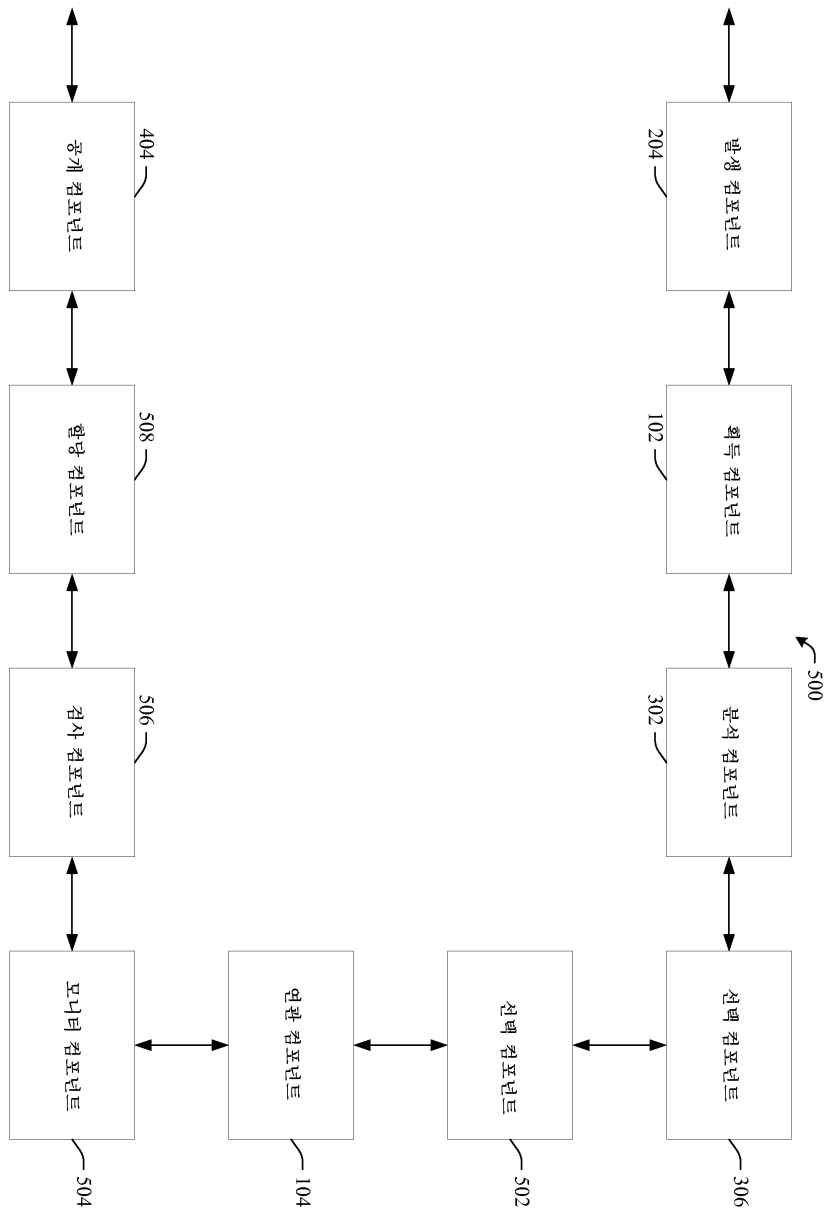 500
발생 컴포넌트
획득 컴포넌트
분석 컴포넌트
선택 컴포넌트
306
204
102
302
선택 컴포넌트
502
연관 컴포넌트
104
404
508
506
공개 컴포넌트
할당 컴포넌트
검사 컴포넌트
모니터 컴포넌트
504